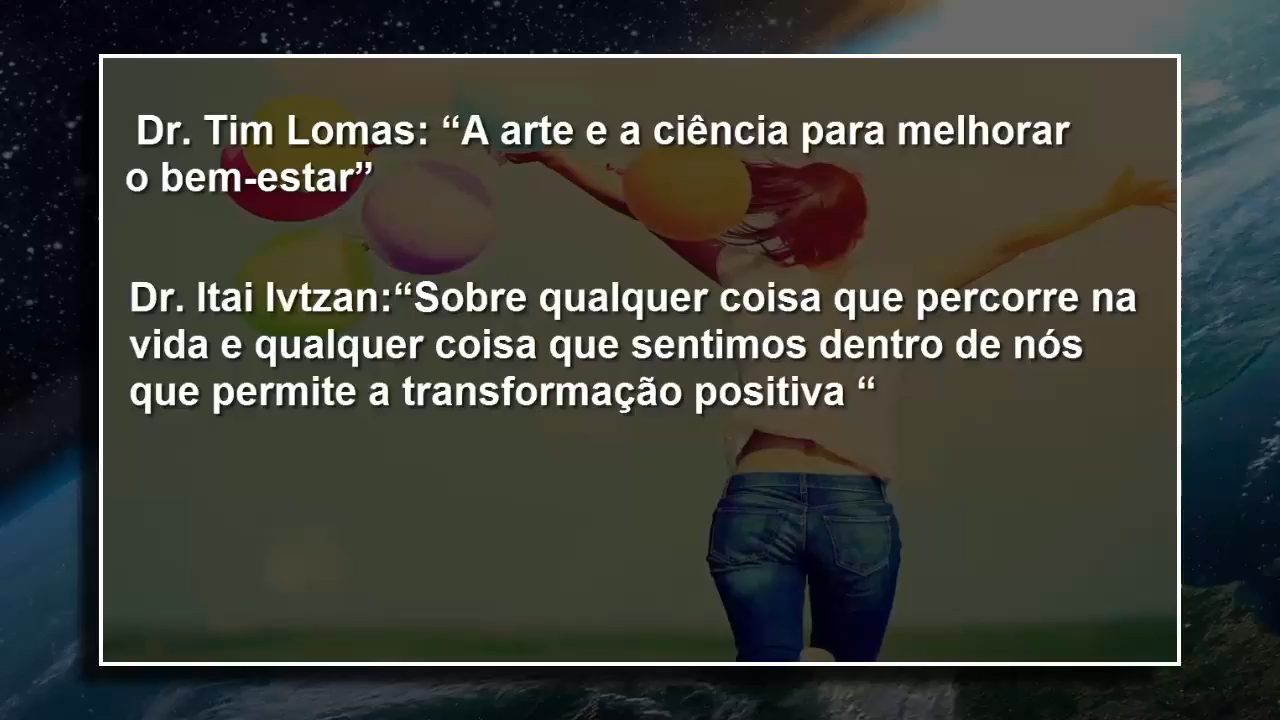 Dr. Tim Lomas: “A arte e a ciência para melhorar
o bem-estar”
Dr. Itai Ivtzan:“Sobre qualquer coisa que percorre na
vida e qualquer coisa que sentimos dentro de nós
que permite a transformação positiva “